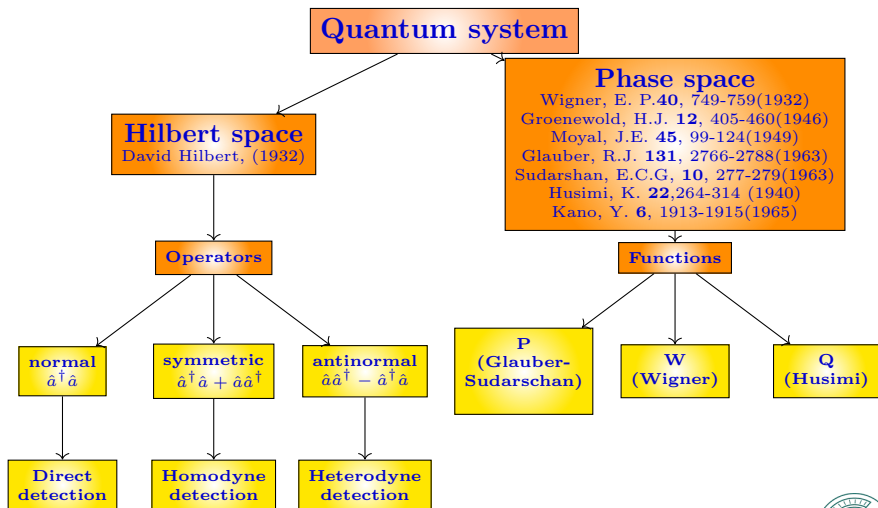 Quantum system
Phase space
Wigner, E. P.40, 749-759(1932)
Groenewold, H.J. 12, 405-460(1946)
Moyal, J.E. 45, 99-124(1949)
Glauber, R.J. 131, 2766-2788(1963)
Sudarshan, E.C.G, 10, 277-279(1963)
Husimi, K. 22,264-314 (1940)
Kano, Y. 6, 1913-1915(1965)
Hilbert space
David Hilbert, (1932)
Operators
Functions
normal
â†â
symmetric
â†â + ââ†
antinormal
ââ† − â†â
P
(Glauber-
Sudarschan)
W
(Wigner)
Q
(Husimi)
Direct
detection
Homodyne
detection
Heterodyne
detection